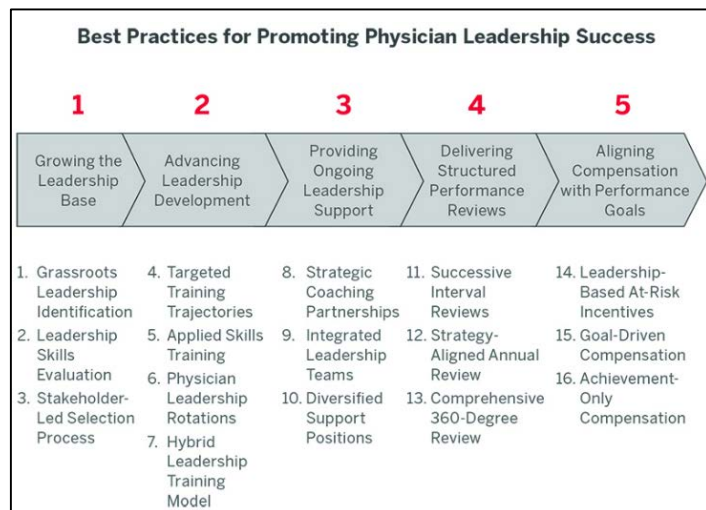 Best Practices for Promoting Physician Leadership Success
1
Growing the
Leadership
Base
2
Advancing
Leadership
Development
3
Providing
Ongoing
Leadership
Support
4
Delivering
Structured
Performance
Reviews
5
Aligning
Compensation
with Performance
Goals
1. Grassroots
Leadership
Identification
2. Leadership
Skills
Evaluation
3. Stakeholder-
Led Selection
Process
4. Targeted
Training
Trajectories
5. Applied Skills
Training
6. Physician
Leadership
Rotations
7. Hybrid
Leadership
Training
Model
8. Strategic
Coaching
Partnerships
9. Integrated
Leadership
Teams
10. Diversified
Support
Positions
11. Successive
Interval
Reviews
12. Strategy-
Aligned Annual
Review
13. Comprehensive
360-Degree
Review
14. Leadership-
Based At-Risk
Incentives
15. Goal-Driven
Compensation
16. Achievement-
Only
Compensation